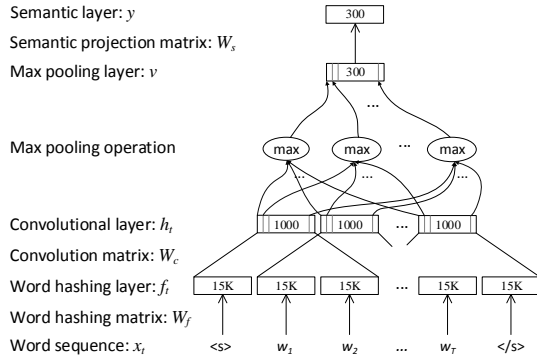 Semantic layer: y 300
Semantic projection matrix: Ws
Max pooling layer: v 300
...
Max pooling operation max max ... max
... ... ...
Convolutional layer: ht 1000 1000 ... 1000
Convolution matrix: Wc
Word hashing layer: ft 15K 15K 15K ... 15K 15K
Word hashing matrix: Wf
Word sequence: xt <s> w1 w2 ... wT </s>